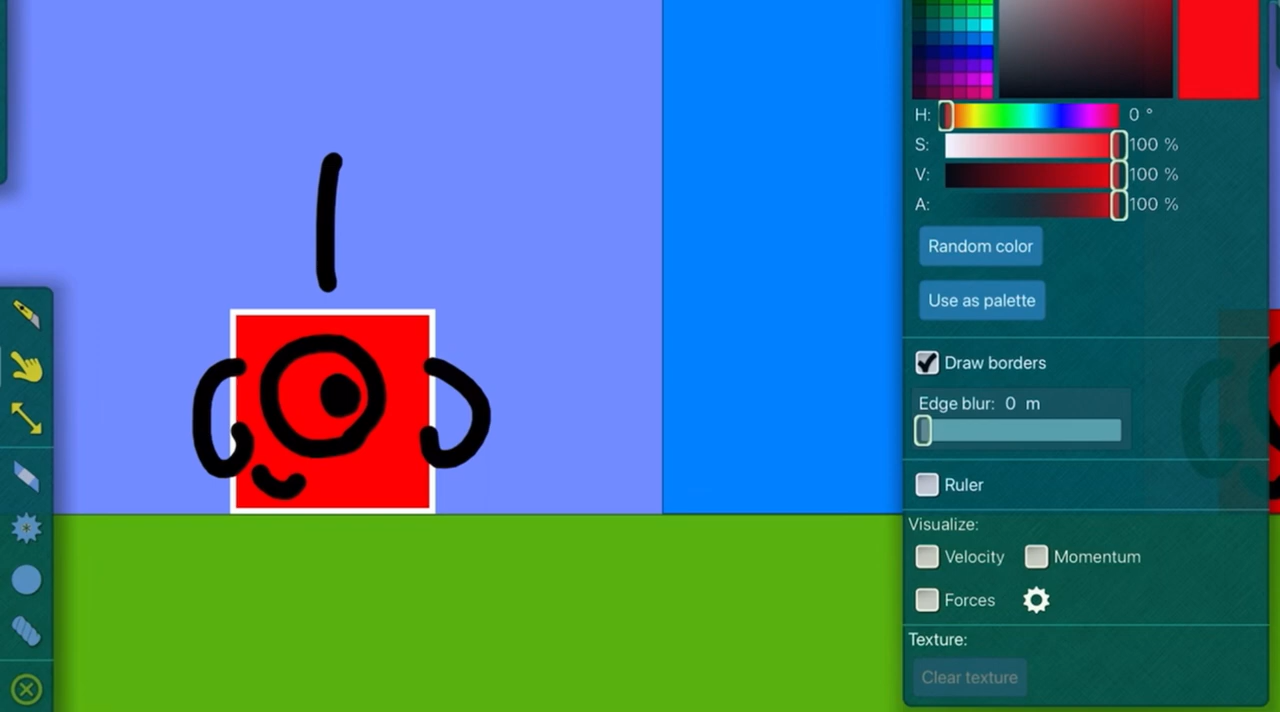 H: 0 °
S: 100 %
V: 100 %
A: 100 %
Random color
Use as palette
Draw borders
Edge blur: 0 m
Ruler
Visualize:
Velocity Momentum
Forces
Texture:
Clear texture